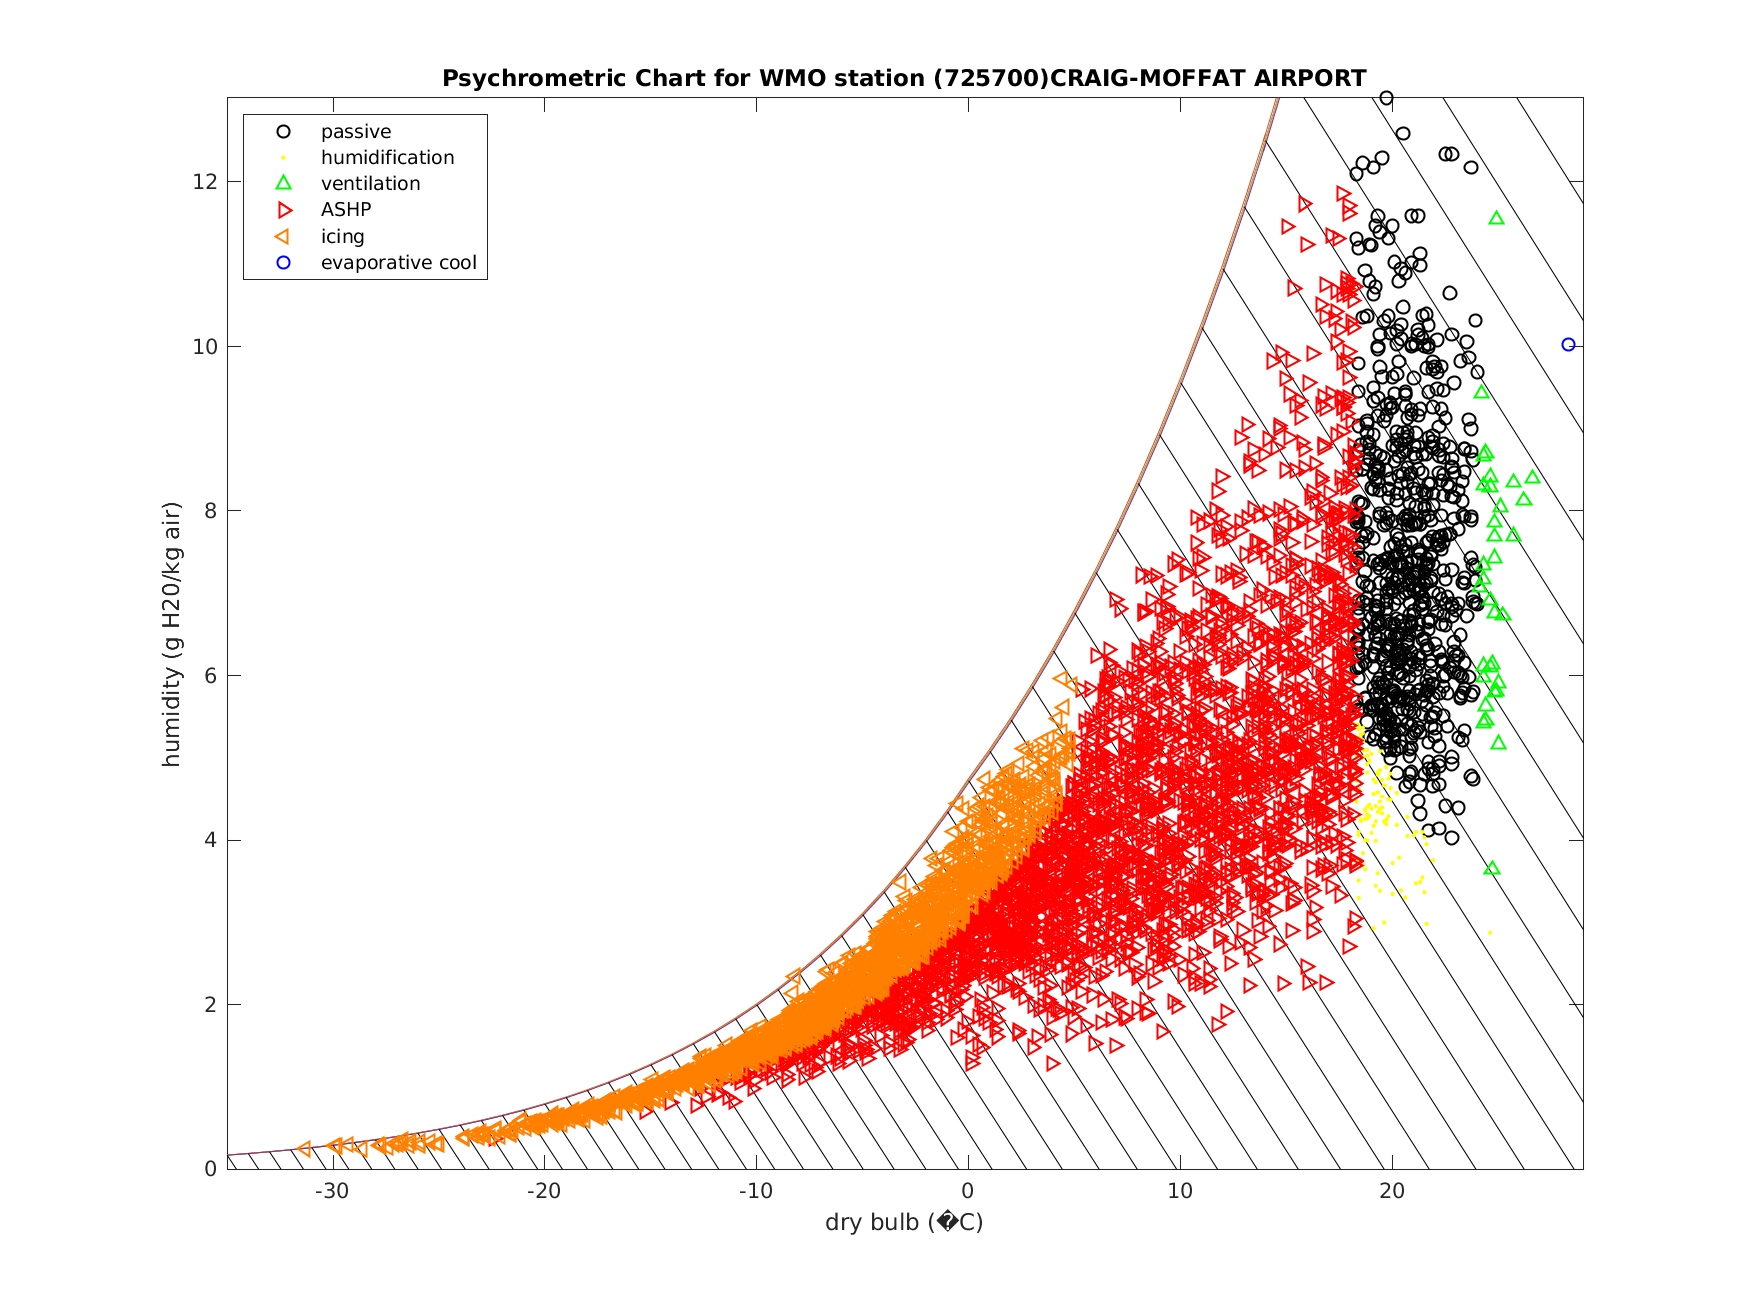 Psychrometric Chart for WMO station (725700)CRAIG-MOFFAT AIRPORT
passive
humidification
ventilation
ASHP
icing
evaporative cool
12
10
8
6
4
2
0
humidity (g H20/kg air)
-30 -20 -10 0 10 20
dry bulb (�C)